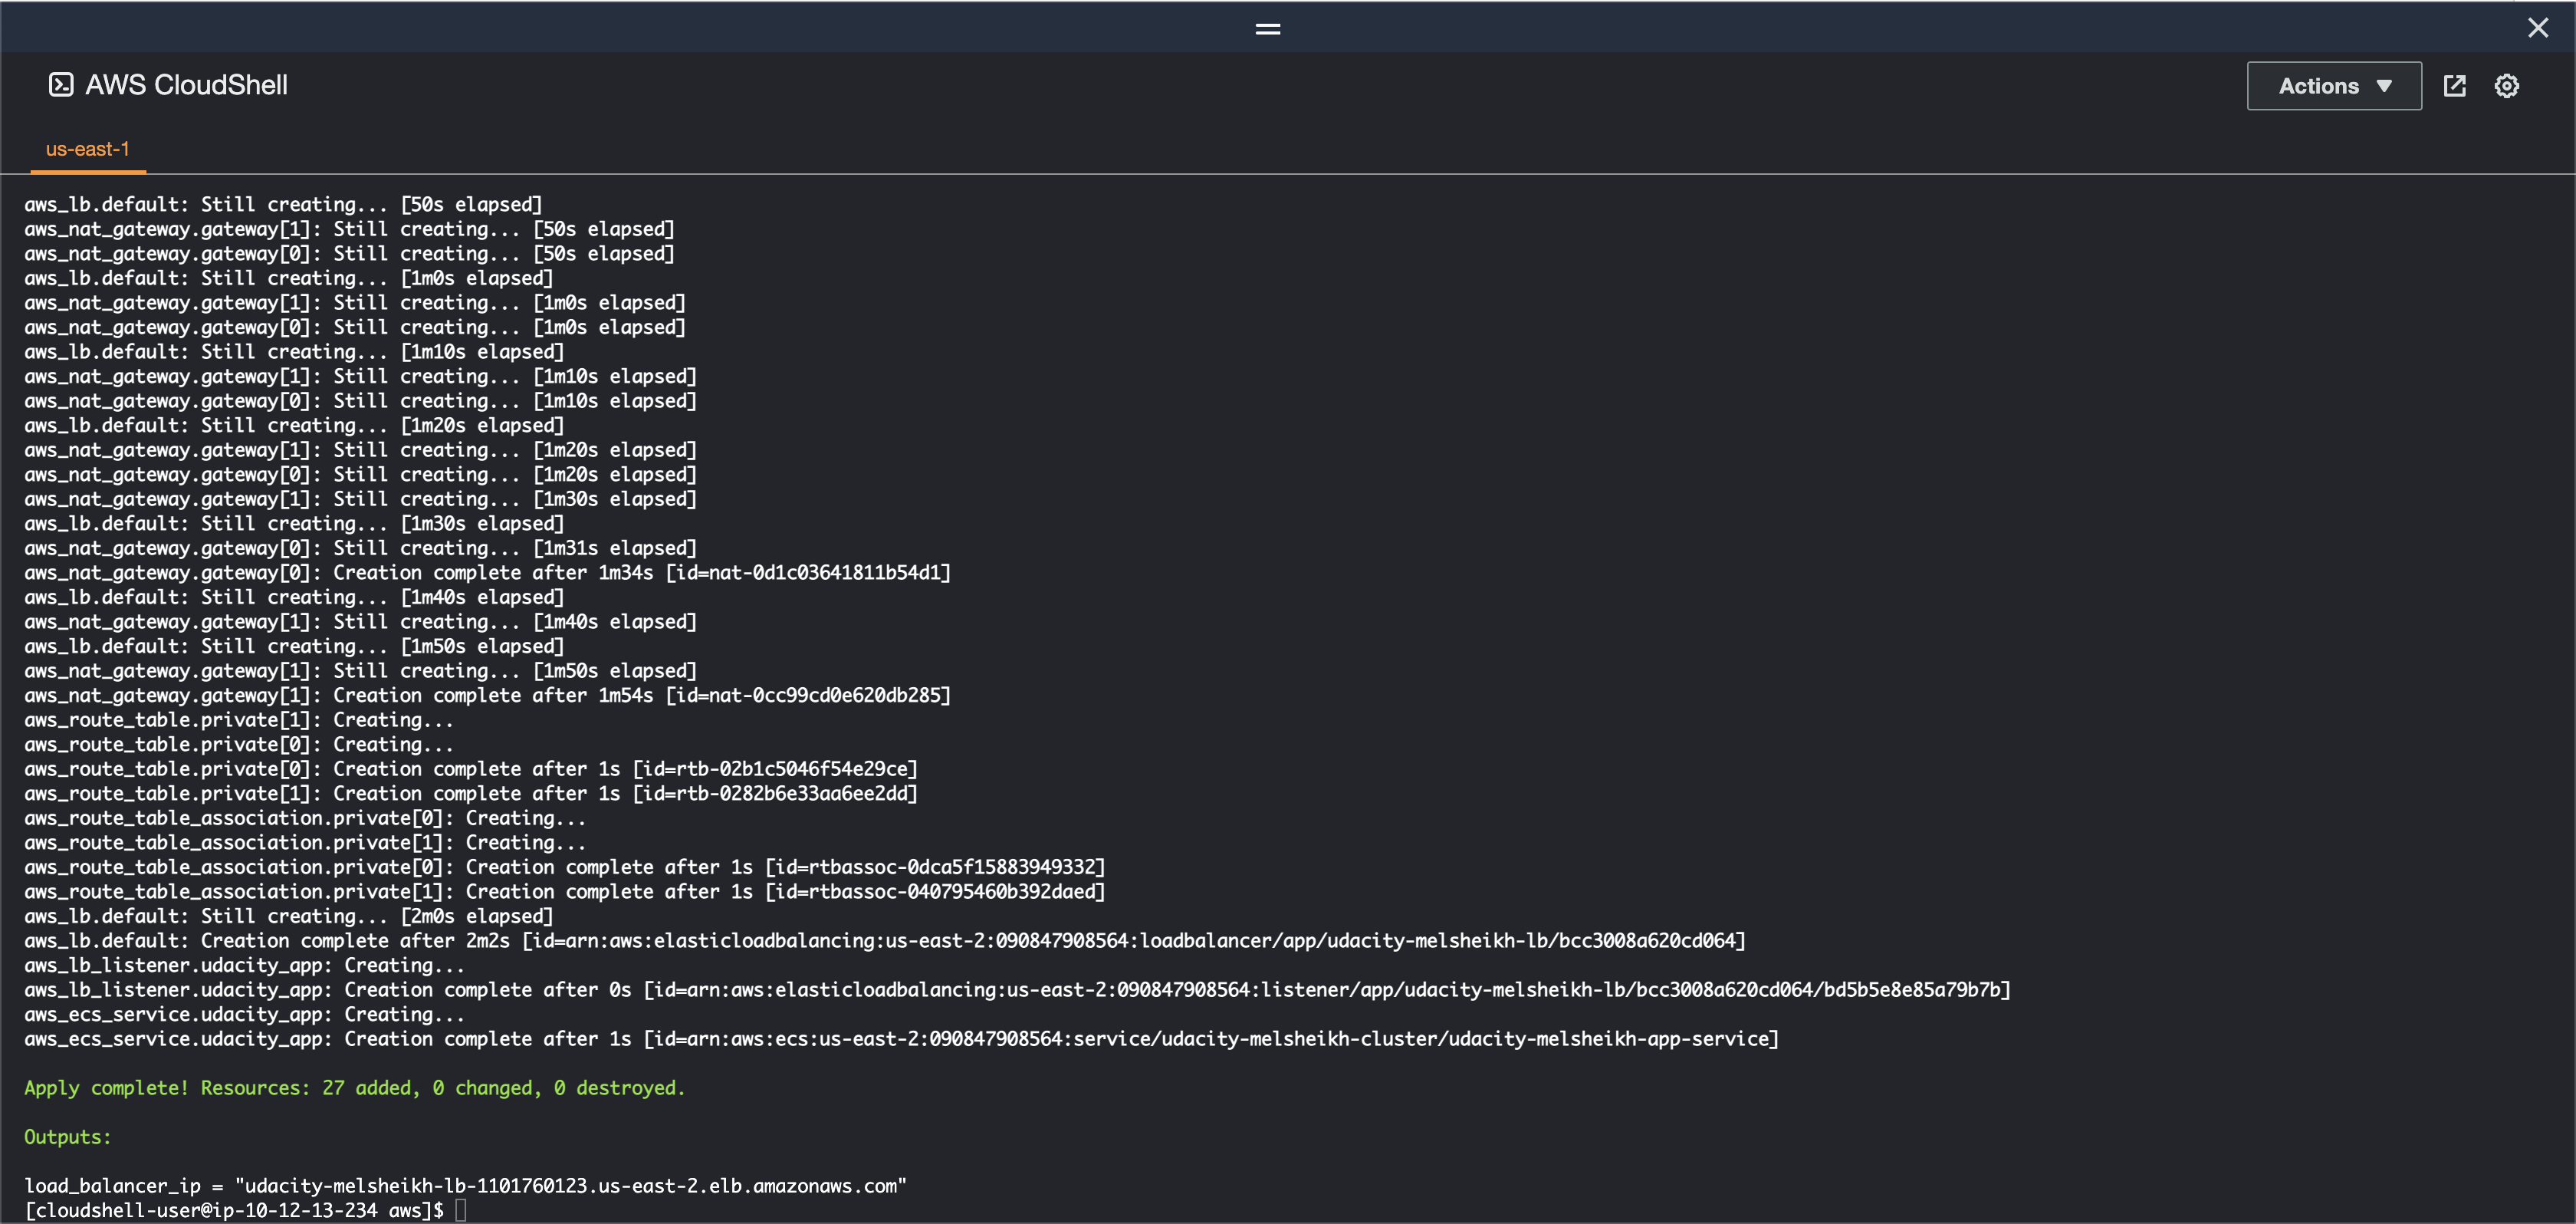 AWS CloudShell
Actions
us-east-1
aws_lb.default: Still creating... [50s elapsed]
aws_nat_gateway.gateway[1]: Still creating... [50s elapsed]
aws_nat_gateway.gateway[0]: Still creating... [50s elapsed]
aws_lb.default: Still creating... [1m0s elapsed]
aws_nat_gateway.gateway[1]: Still creating... [1m0s elapsed]
aws_nat_gateway.gateway[0]: Still creating... [1m0s elapsed]
aws_lb.default: Still creating... [1m10s elapsed]
aws_nat_gateway.gateway[1]: Still creating... [1m10s elapsed]
aws_nat_gateway.gateway[0]: Still creating... [1m10s elapsed]
aws_lb.default: Still creating... [1m20s elapsed]
aws_nat_gateway.gateway[1]: Still creating... [1m20s elapsed]
aws_nat_gateway.gateway[0]: Still creating... [1m20s elapsed]
aws_nat_gateway.gateway[1]: Still creating... [1m30s elapsed]
aws_lb.default: Still creating... [1m30s elapsed]
aws_nat_gateway.gateway[0]: Still creating... [1m31s elapsed]
aws_nat_gateway.gateway[0]: Creation complete after 1m34s [id=nat-0d1c03641811b54d1]
aws_lb.default: Still creating... [1m40s elapsed]
aws_nat_gateway.gateway[1]: Still creating... [1m40s elapsed]
aws_lb.default: Still creating... [1m50s elapsed]
aws_nat_gateway.gateway[1]: Still creating... [1m50s elapsed]
aws_nat_gateway.gateway[1]: Creation complete after 1m54s [id=nat-0cc99cd0e620db285]
aws_route_table.private[1]: Creating...
aws_route_table.private[0]: Creating...
aws_route_table.private[0]: Creation complete after 1s [id=rtb-02b1c5046f54e29ce]
aws_route_table.private[1]: Creation complete after 1s [id=rtb-0282b6e33aa6ee2dd]
aws_route_table_association.private[0]: Creating...
aws_route_table_association.private[1]: Creating...
aws_route_table_association.private[0]: Creation complete after 1s [id=rtbassoc-0dca5f15883949332]
aws_route_table_association.private[1]: Creation complete after 1s [id=rtbassoc-040795460b392daed]
aws_lb.default: Still creating... [2m0s elapsed]
aws_lb.default: Creation complete after 2m2s [id=arn:aws:elasticloadbalancing:us-east-2:090847908564:loadbalancer/app/udacity-melsheikh-lb/bcc3008a620cd064]
aws_lb_listener.udacity_app: Creating...
aws_lb_listener.udacity_app: Creation complete after 0s [id=arn:aws:elasticloadbalancing:us-east-2:090847908564:listener/app/udacity-melsheikh-lb/bcc3008a620cd064/bd5b5e8e85a79b7b]
aws_ecs_service.udacity_app: Creating...
aws_ecs_service.udacity_app: Creation complete after 1s [id=arn:aws:ecs:us-east-2:090847908564:service/udacity-melsheikh-cluster/udacity-melsheikh-app-service]
Apply complete! Resources: 27 added, 0 changed, 0 destroyed.
Outputs:
load_balancer_ip = "udacity-melsheikh-lb-1101760123.us-east-2.elb.amazonaws.com"
[cloudshell-user@ip-10-12-13-234 aws]$